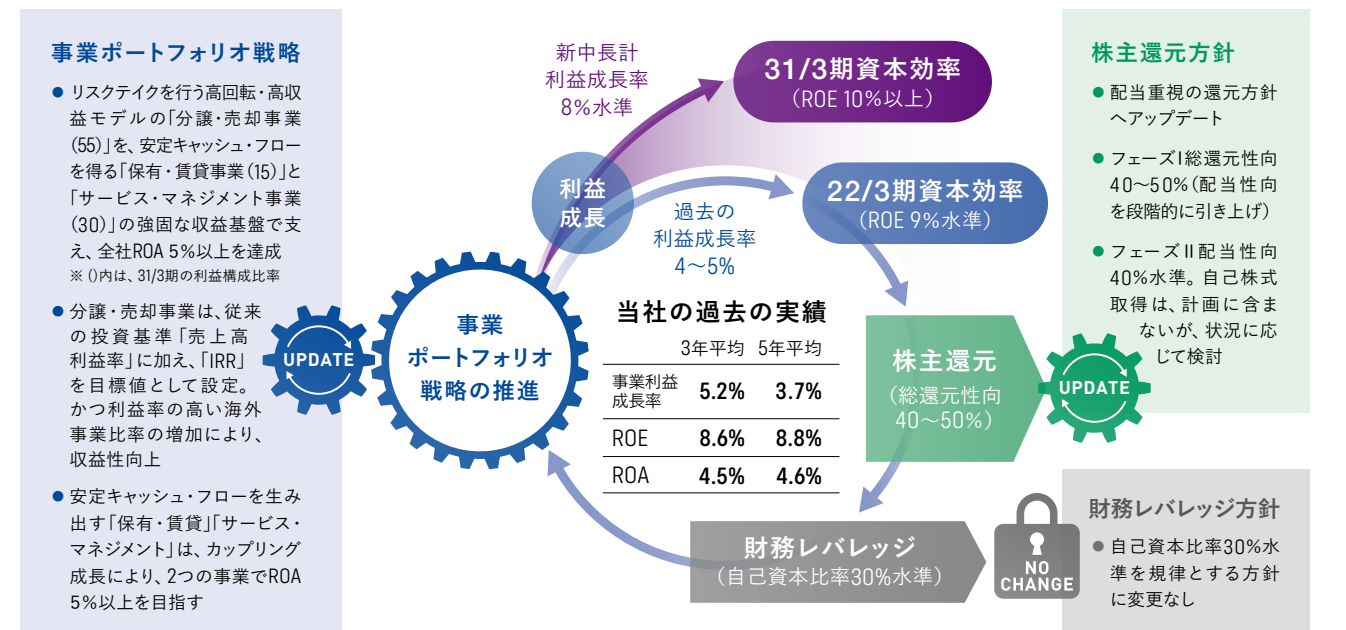 事業ポートフォリオ戦略
● リスクテイクを行う高回転・高収
益モデルの「分譲・売却事業
(55)」を、安定キャッシュ・フロー
を得る「保有・賃貸事業(15)」と
「サービス・マネジメント事業
(30)」の強固な収益基盤で支
え、全社ROA 5%以上を達成
※ ()内は、31/3期の利益構成比率
● 分譲・売却事業は、従来
の投資基準「売上高
利益率」に加え、「IRR」
を目標値として設定。
かつ利益率の高い海外
事業比率の増加により、
収益性向上
● 安定キャッシュ・フローを生み
出す「保有・賃貸」「サービス・
マネジメント」は、カップリング
成長により、2つの事業でROA
5%以上を目指す
UPDATE
事業
ポートフォリオ
戦略の推進
利益
成長
新中長計
利益成長率
8%水準
31/3期資本効率
(ROE 10%以上)
過去の
利益成長率
4〜5%
22/3期資本効率
(ROE 9%水準)
当社の過去の実績
3年平均 5年平均
事業利益
成長率 5.2% 3.7%
ROE 8.6% 8.8%
ROA 4.5% 4.6%
株主還元
(総還元性向
40〜50%)
UPDATE
財務レバレッジ
(自己資本比率30%水準)
NO
CHANGE
株主還元方針
● 配当重視の還元方針
へアップデート
● フェーズⅠ総還元性向
40〜50%(配当性向
を段階的に引き上げ)
● フェーズⅡ配当性向
40%水準。自己株式
取得は、計画に含ま
ないが、状況に応
じて検討
財務レバレッジ方針
● 自己資本比率30%水
準を規律とする方針
に変更なし